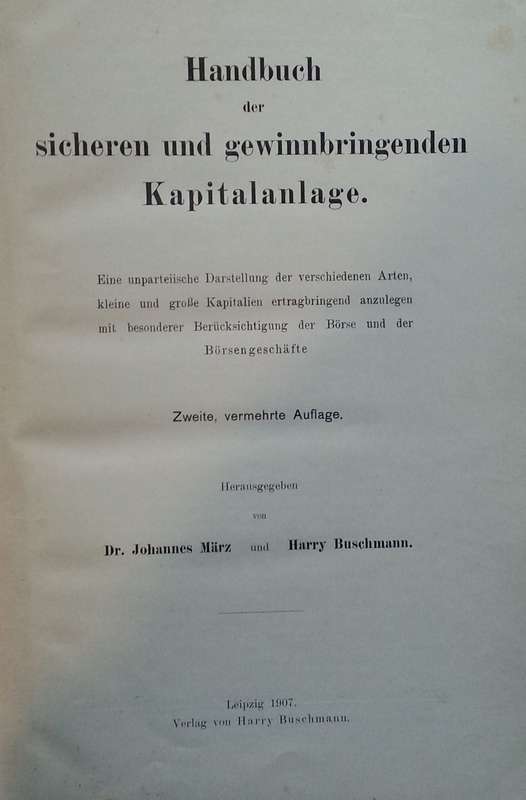 Handbuch
der
sicheren und gewinnbringenden
Kapitalanlage.
Eine unparteiische Darstellung der verschiedenen Arten,
kleine und große Kapitalien ertragbringend anzulegen
mit besonderer Berücksichtigung der Börse und der
Börsengeschäfte
Zweite, vermehrte Auflage.
Herausgegeben
von
Dr. Johannes März und Harry Buschmann.
Leipzig 1907.
Verlag von Harry Buschmann.